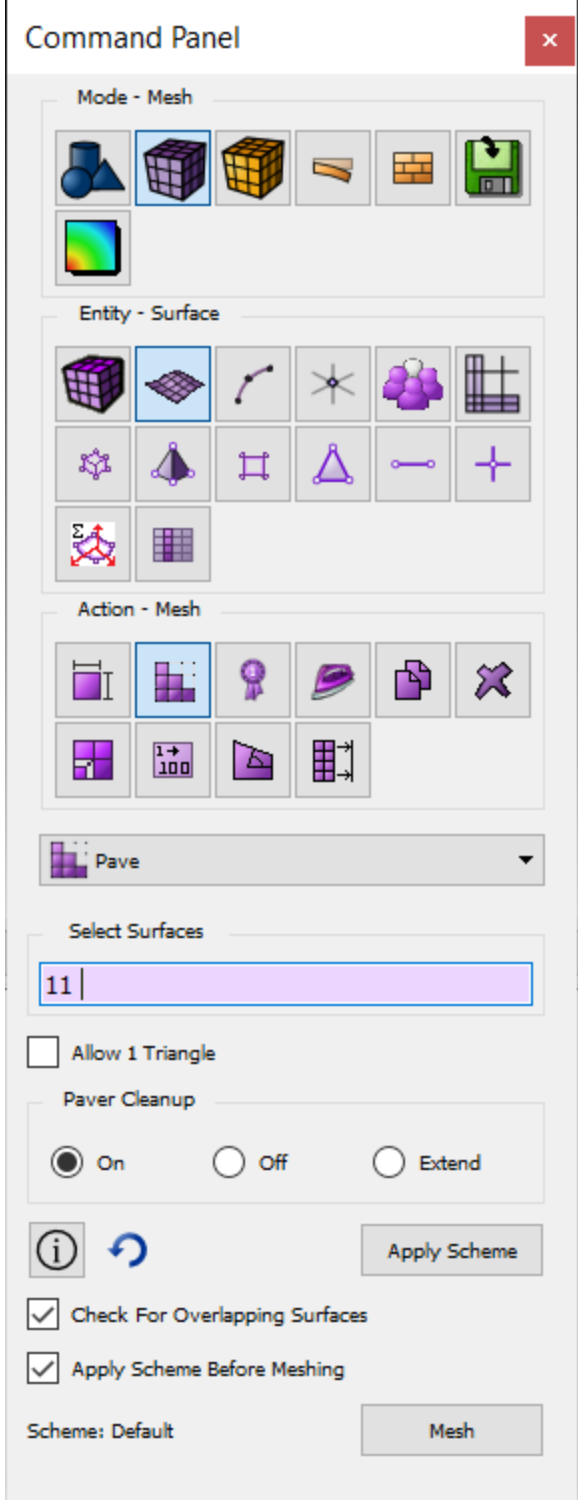 Command Panel
Mode - Mesh
Entity - Surface
Σ
Action - Mesh
1→
100
Pave
Select Surfaces
11
Allow 1 Triangle
Paver Cleanup
On Off Extend
i Apply Scheme
Check For Overlapping Surfaces
Apply Scheme Before Meshing
Scheme: Default Mesh